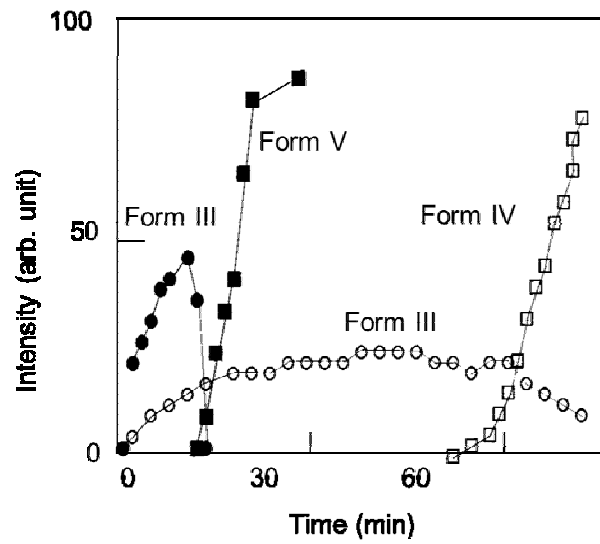 100
Form V
Form III
Form IV
50
Form III
Intensity (arb. unit)
0
0 30 60
Time (min)